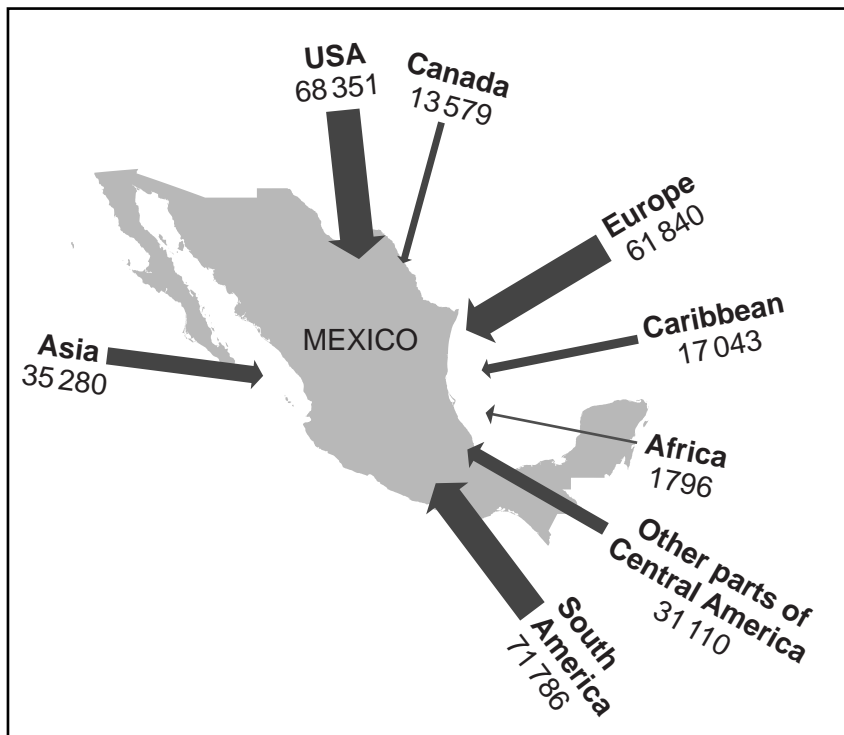 USA
68 351
Canada
13 579
Europe
61 840
Caribbean
17 043
MEXICO
Asia
35 280
Africa
1796
Other parts of
Central America
31 110
South
America
71 786